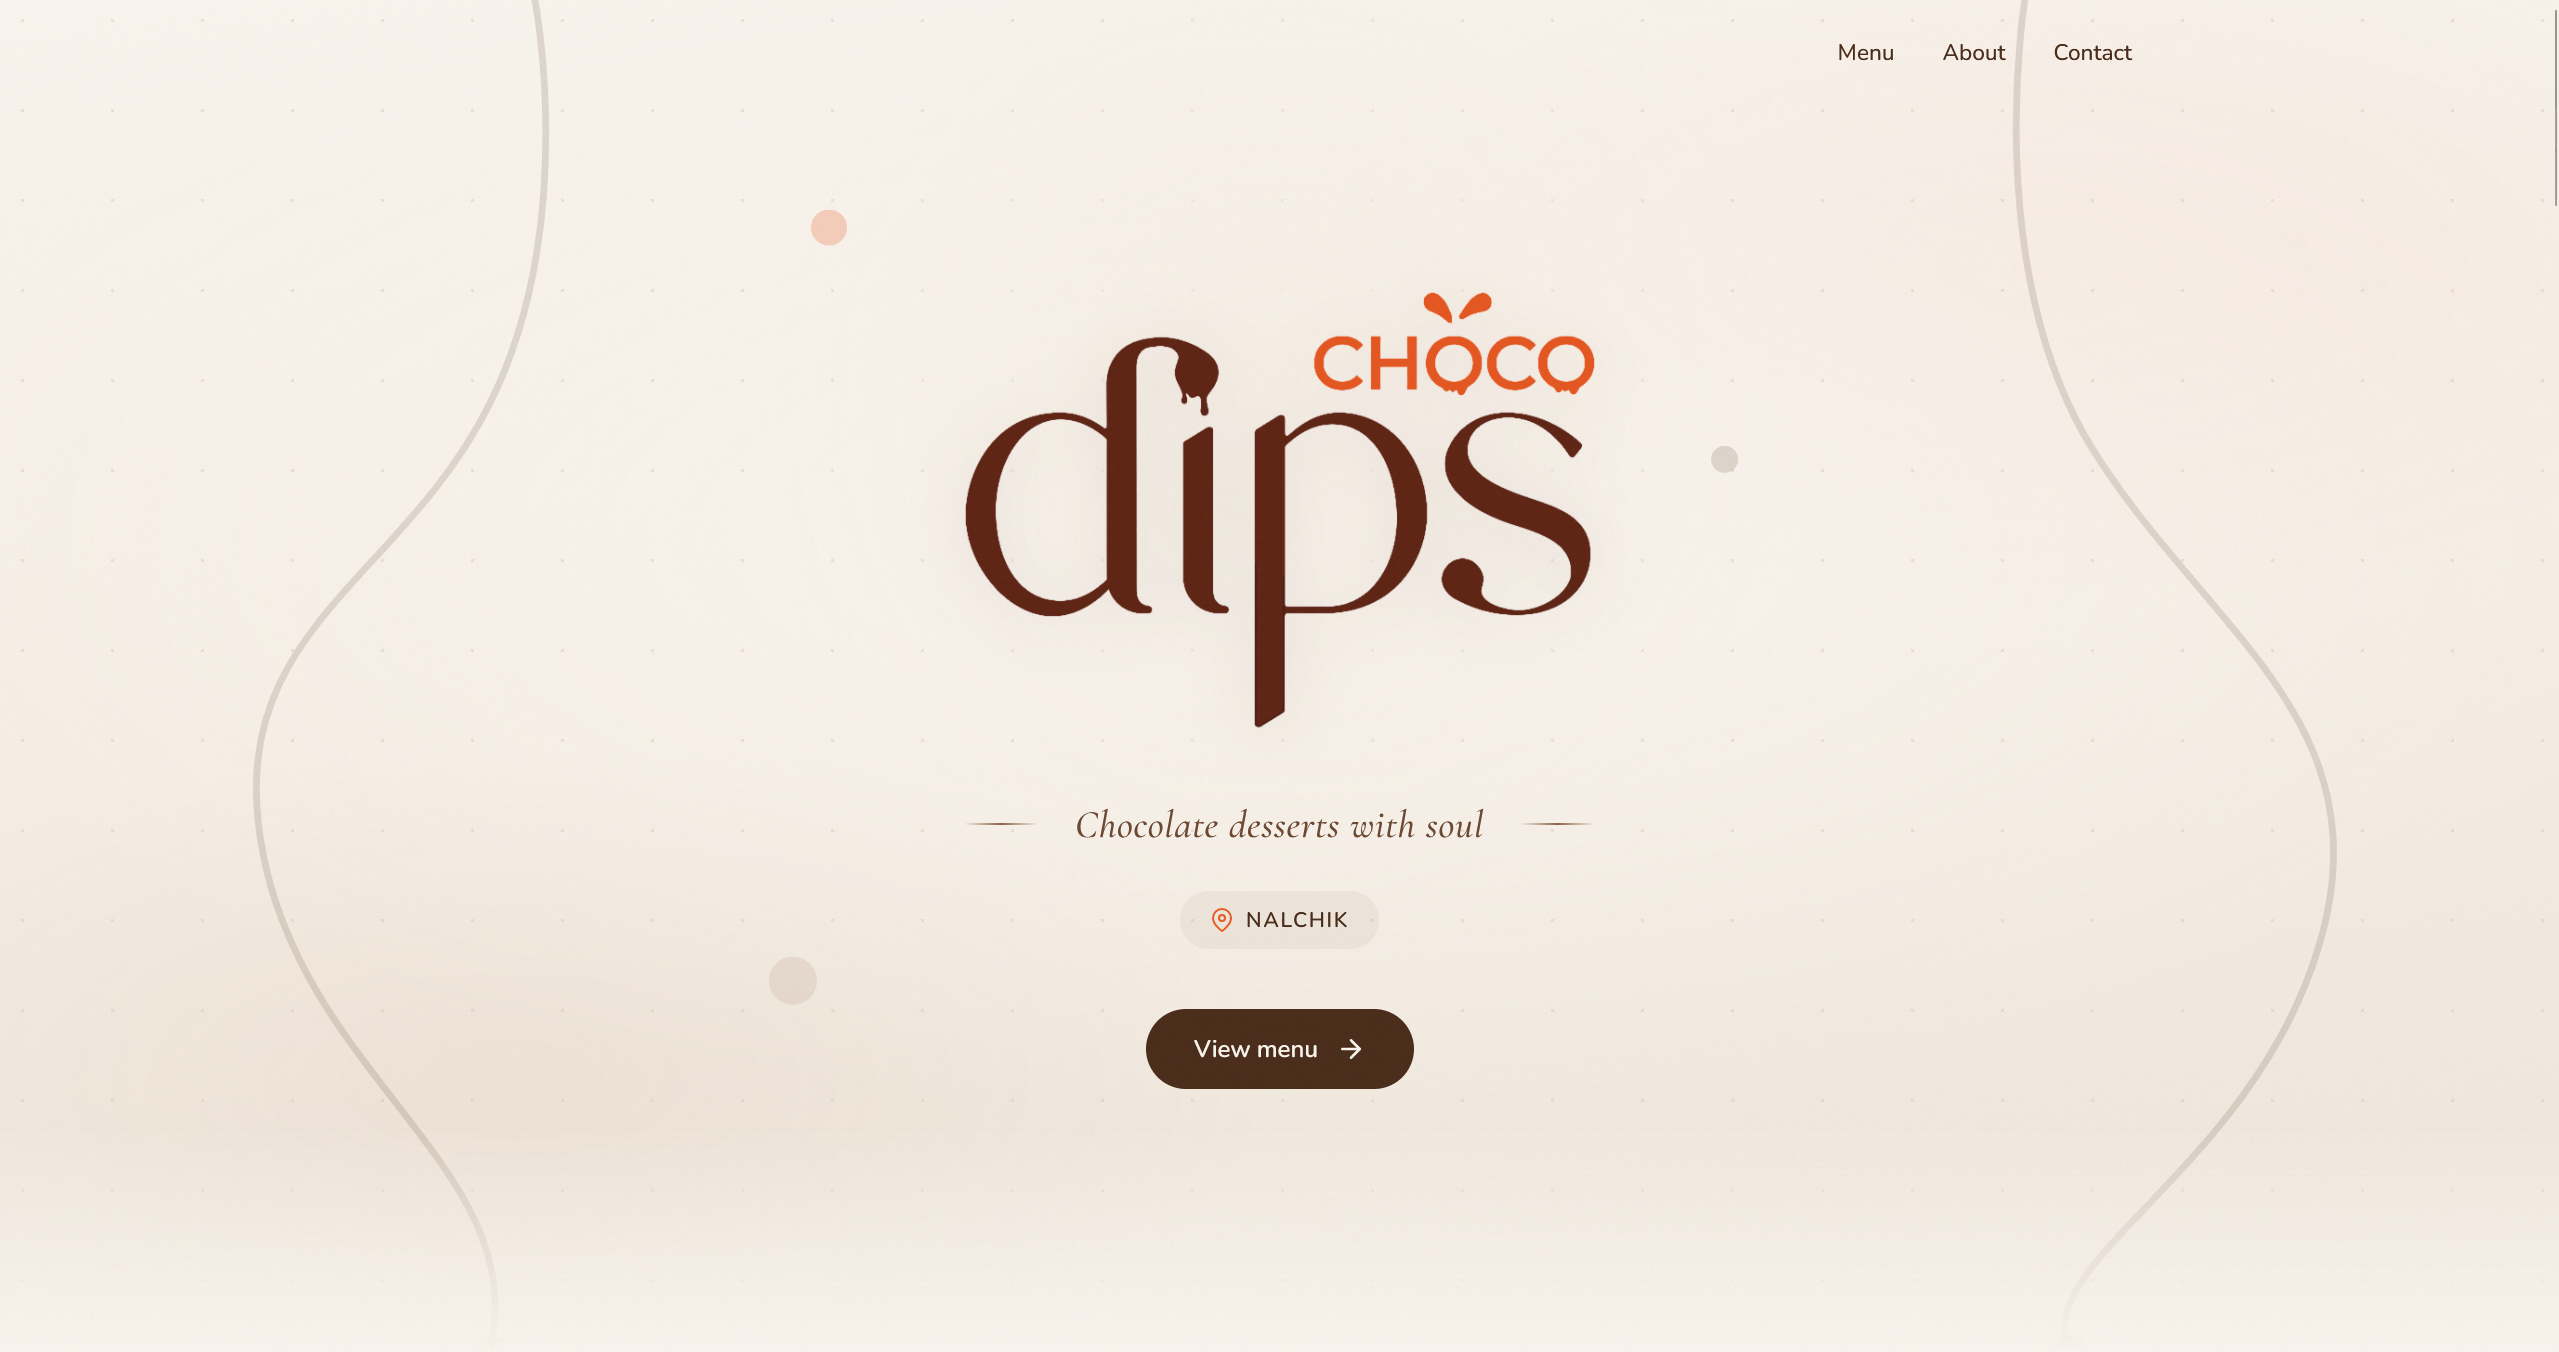 Menu About Contact
CHOCO
dips
Chocolate desserts with soul
NALCHIK
View menu